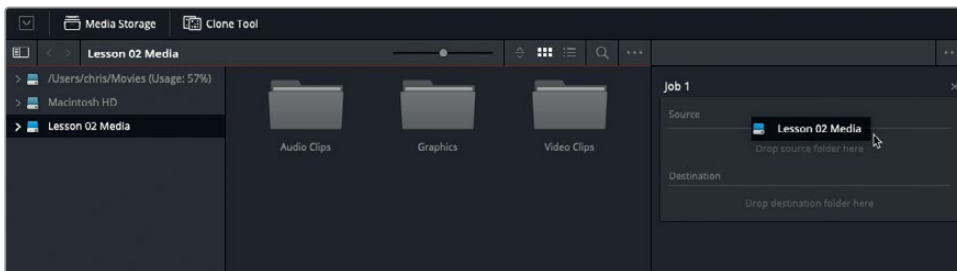 Media Storage
Clone Tool
Lesson 02 Media
/Users/chris/Movies (Usage: 57%)
Macintosh HD
Lesson 02 Media
Audio Clips
Graphics
Video Clips
Job 1
Source
Lesson 02 Media
Drop source folder here
Destination
Drop destination folder here